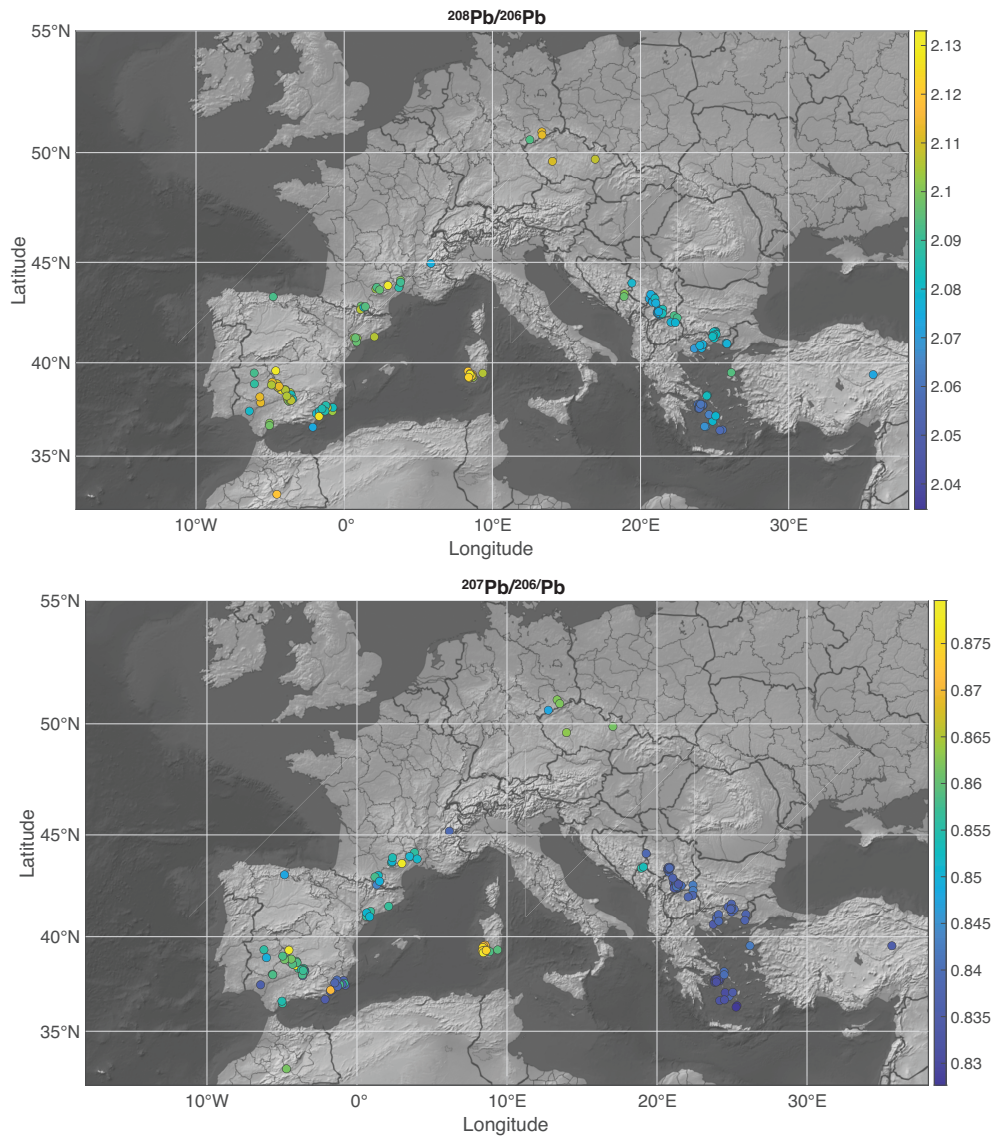 ²⁰⁸Pb/²⁰⁶Pb
55°N
50°N
45°N
40°N
35°N
Latitude
10°W
0°
10°E
20°E
30°E
Longitude
2.13
2.12
2.11
2.1
2.09
2.08
2.07
2.06
2.05
2.04
²⁰⁷Pb/²⁰⁶/Pb
55°N
50°N
45°N
40°N
35°N
Latitude
10°W
0°
10°E
20°E
30°E
Longitude
0.875
0.87
0.865
0.86
0.855
0.85
0.845
0.84
0.835
0.83